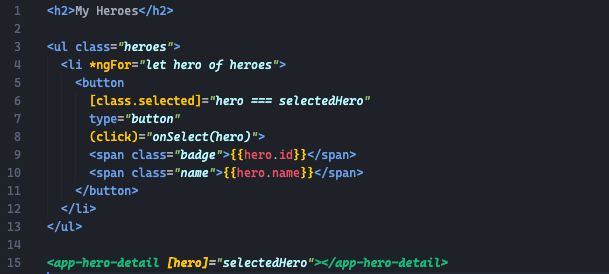 1 <h2>My Heroes</h2>
2
3 <ul class="heroes">
4 <li *ngFor="let hero of heroes">
5 <button
6 [class.selected]="hero === selectedHero"
7 type="button"
8 (click)="onSelect(hero)">
9 <span class="badge">{{hero.id}}</span>
10 <span class="name">{{hero.name}}</span>
11 </button>
12 </li>
13 </ul>
14
15 <app-hero-detail [hero]="selectedHero"></app-hero-detail>